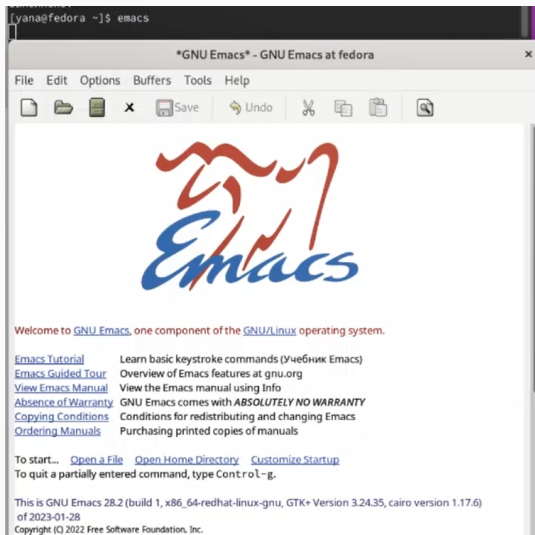 [yana@fedora ~]$ emacs
*GNU Emacs* - GNU Emacs at fedora
File Edit Options Buffers Tools Help
Save Undo
Emacs
Welcome to GNU Emacs, one component of the GNU/Linux operating system.
Emacs Tutorial Learn basic keystroke commands (Учебник Emacs)
Emacs Guided Tour Overview of Emacs features at gnu.org
View Emacs Manual View the Emacs manual using Info
Absence of Warranty GNU Emacs comes with ABSOLUTELY NO WARRANTY
Copying Conditions Conditions for redistributing and changing Emacs
Ordering Manuals Purchasing printed copies of manuals
To start... Open a File Open Home Directory Customize Startup
To quit a partially entered command, type Control-g.
This is GNU Emacs 28.2 (build 1, x86_64-redhat-linux-gnu, GTK+ Version 3.24.35, cairo version 1.17.6)
of 2023-01-28
Copyright (C) 2022 Free Software Foundation, Inc.